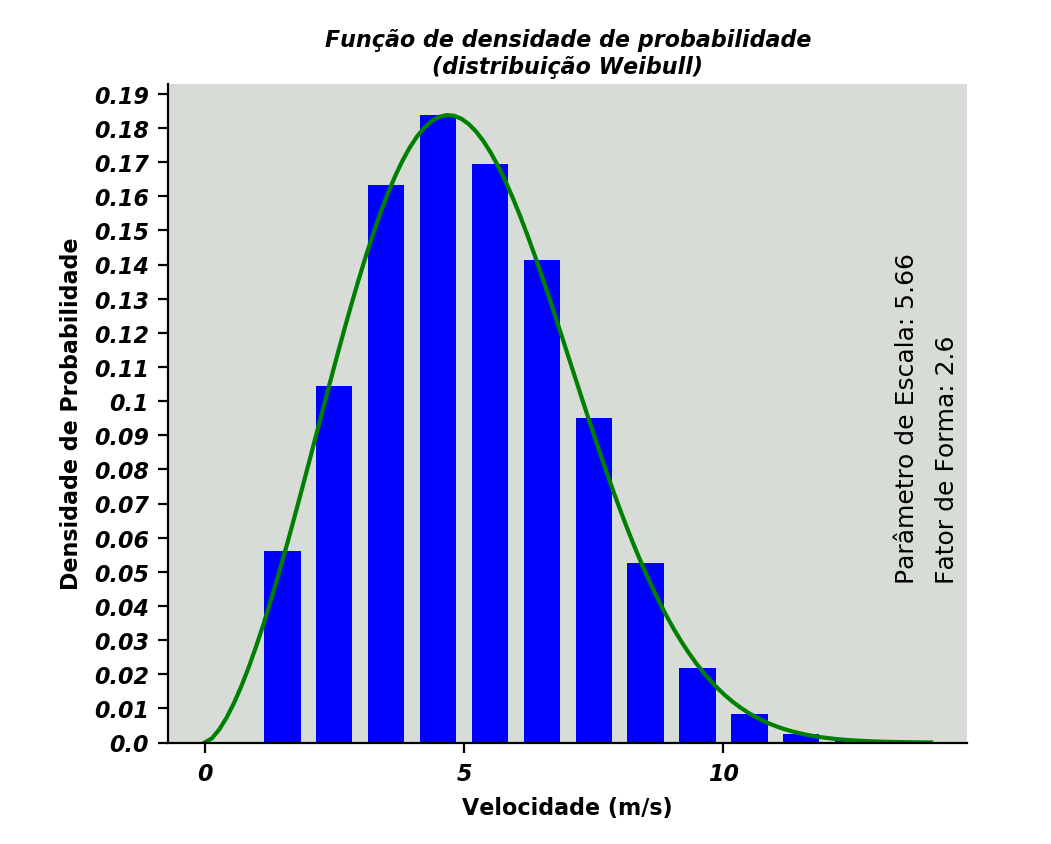 Função de densidade de probabilidade
(distribuição Weibull)
0.19
0.18
0.17
0.16
0.15
0.14
0.13
0.12
0.11
0.1
0.09
0.08
0.07
0.06
0.05
0.04
0.03
0.02
0.01
0.0
Densidade de Probabilidade
0 5 10
Velocidade (m/s)
Parâmetro de Escala: 5.66
Fator de Forma: 2.6